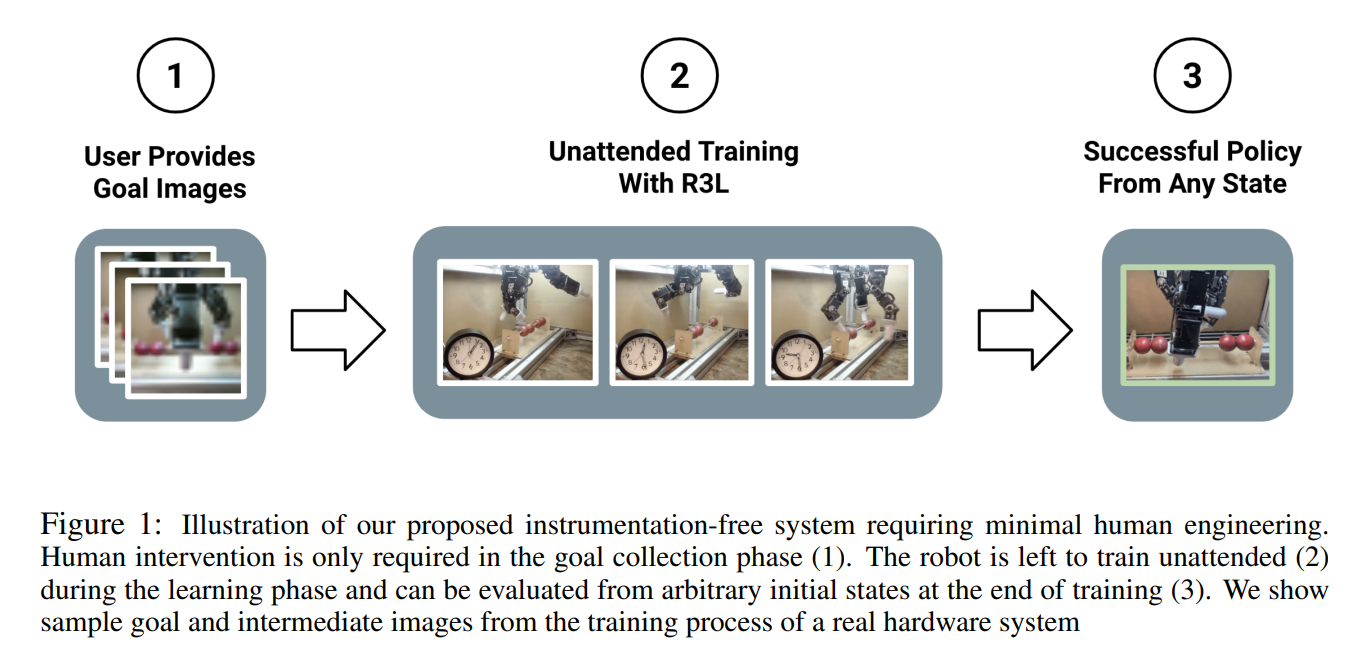 1
2
3
User Provides
Goal Images
Unattended Training
With R3L
Successful Policy
From Any State
Figure 1: Illustration of our proposed instrumentation-free system requiring minimal human engineering.
Human intervention is only required in the goal collection phase (1). The robot is left to train unattended (2)
during the learning phase and can be evaluated from arbitrary initial states at the end of training (3). We show
sample goal and intermediate images from the training process of a real hardware system